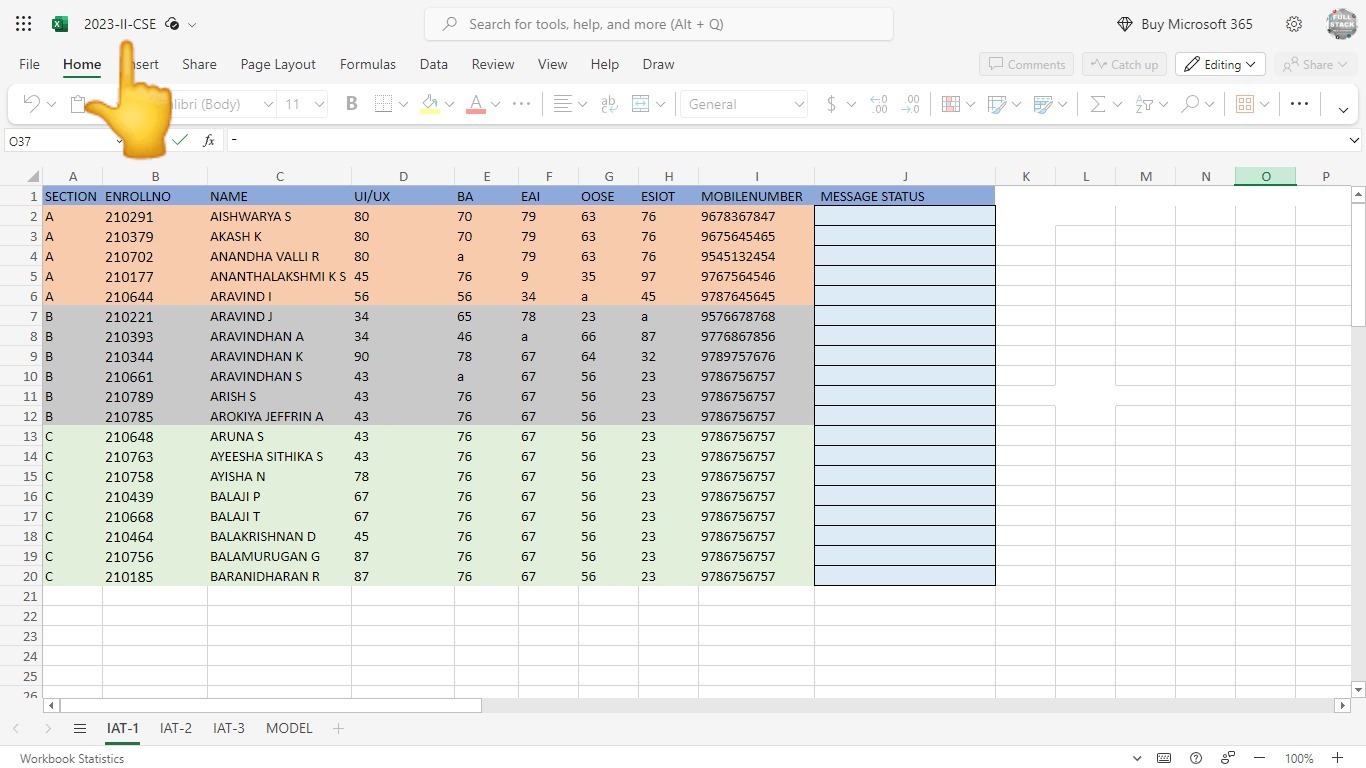 2023-II-CSE
Search for tools, help, and more (Alt + Q)
Buy Microsoft 365
FULL STACK
File Home nsert Share Page Layout Formulas Data Review View Help Draw
Comments Catch up Editing Share
libri (Body) 11 B A General $ .00
O37 fx -
A B C D E F G H I J K L M N O P
1 SECTION ENROLLNO NAME UI/UX BA EAI OOSE ESIOT MOBILENUMBER MESSAGE STATUS
2 A 210291 AISHWARYA S 80 70 79 63 76 9678367847
3 A 210379 AKASH K 80 70 79 63 76 9675645465
4 A 210702 ANANDHA VALLI R 80 a 79 63 76 9545132454
5 A 210177 ANANTHALAKSHMI K S 45 76 9 35 97 9767564546
6 A 210644 ARAVIND I 56 56 34 a 45 9787645645
7 B 210221 ARAVIND J 34 65 78 23 a 9576678768
8 B 210393 ARAVINDHAN A 34 46 a 66 87 9776867856
9 B 210344 ARAVINDHAN K 90 78 67 64 32 9789757676
10 B 210661 ARAVINDHAN S 43 a 67 56 23 9786756757
11 B 210789 ARISH S 43 76 67 56 23 9786756757
12 B 210785 AROKIYA JEFFRIN A 43 76 67 56 23 9786756757
13 C 210648 ARUNA S 43 76 67 56 23 9786756757
14 C 210763 AYEESHA SITHIKA S 43 76 67 56 23 9786756757
15 C 210758 AYISHA N 78 76 67 56 23 9786756757
16 C 210439 BALAJI P 67 76 67 56 23 9786756757
17 C 210668 BALAJI T 67 76 67 56 23 9786756757
18 C 210464 BALAKRISHNAN D 45 76 67 56 23 9786756757
19 C 210756 BALAMURUGAN G 87 76 67 56 23 9786756757
20 C 210185 BARANIDHARAN R 87 76 67 56 23 9786756757
21
22
23
24
25
26
IAT-1 IAT-2 IAT-3 MODEL
Workbook Statistics 100%